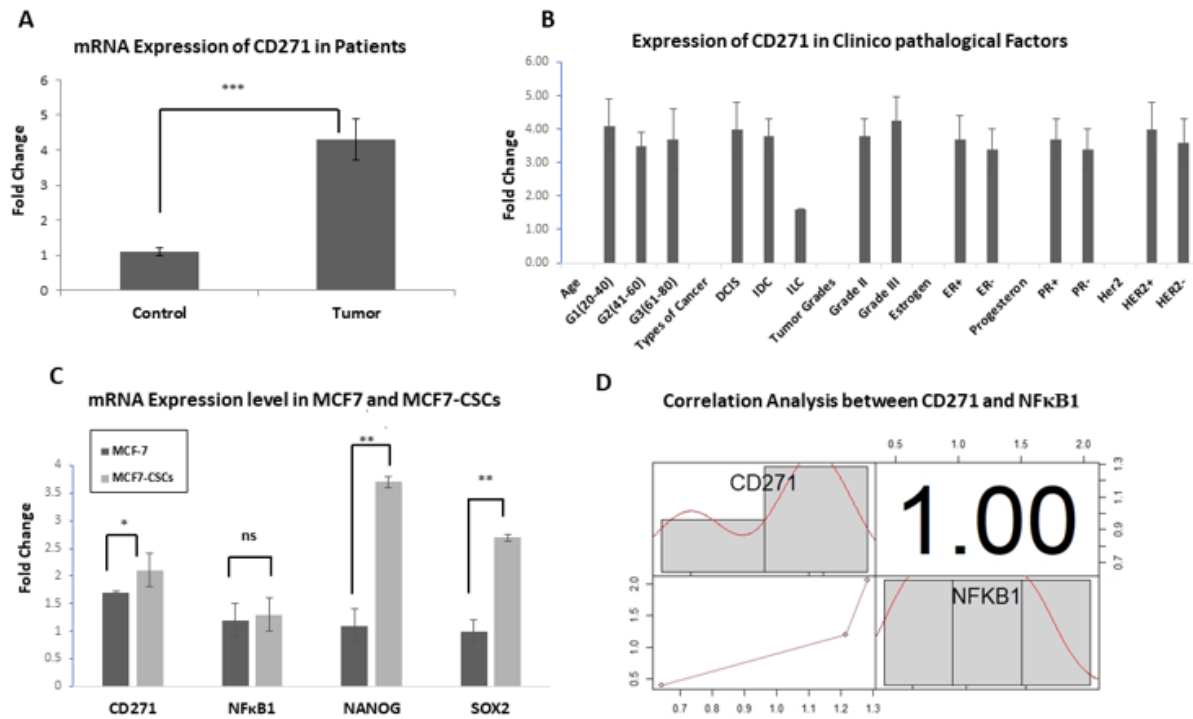 A
mRNA Expression of CD271 in Patients
Fold Change
6
5
4
3
2
1
0
***
Control
Tumor
B
Expression of CD271 in Clinico pathalogical Factors
Fold Change
6.00
5.00
4.00
3.00
2.00
1.00
0.00
Age
G1(20-40)
G2(41-60)
G3(61-80)
Types of Cancer
DCIS
IDC
ILC
Tumor Grades
Grade II
Grade III
Estrogen
ER+
ER-
Progesteron
PR+
PR-
Her2
HER2+
HER2-
C
mRNA Expression level in MCF7 and MCF7-CSCs
MCF-7
MCF7-CSCs
Fold Change
4
3.5
3
2.5
2
1.5
1
0.5
0
*
ns
**
**
CD271
NFκB1
NANOG
SOX2
D
Correlation Analysis between CD271 and NFκB1
0.5 1.0 1.5 2.0
CD271
1.00
1.3
1.1
0.9
0.7
2.0
1.5
1.0
0.5
NFKB1
0.7 0.8 0.9 1.0 1.1 1.2 1.3